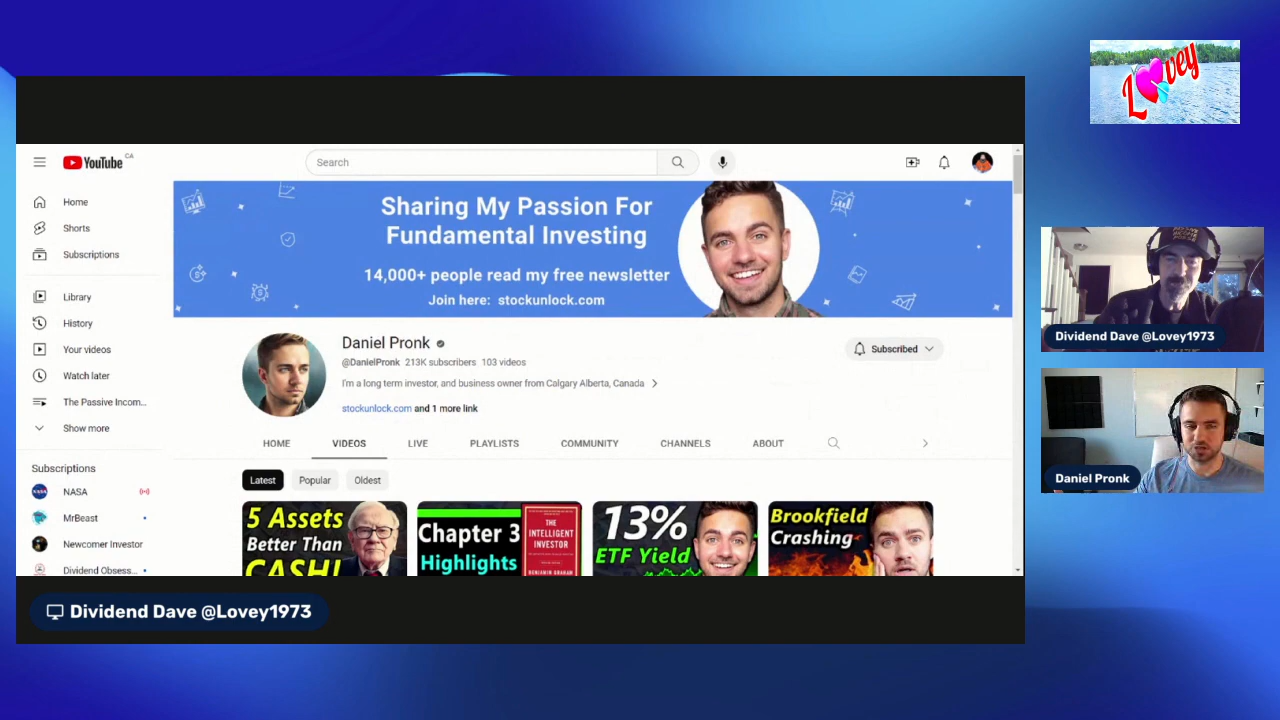 Lovey
YouTube CA
Search
Home
Shorts
Subscriptions
Library
History
Your videos
Watch later
The Passive Incom...
Show more
Subscriptions
NASA
MrBeast
Newcomer Investor
Dividend Obsess...
Sharing My Passion For
Fundamental Investing
14,000+ people read my free newsletter
Join here: stockunlock.com
Daniel Pronk
@DanielPronk 213K subscribers 103 videos
I'm a long term investor, and business owner from Calgary Alberta, Canada
stockunlock.com and 1 more link
Subscribed
HOME VIDEOS LIVE PLAYLISTS COMMUNITY CHANNELS ABOUT
Latest Popular Oldest
5 Assets
Better Than
CASH!
Chapter 3
Highlights
THE
INTELLIGENT
INVESTOR
BENJAMIN GRAHAM
13%
ETF Yield
Brookfield
Crashing
Dividend Dave @Lovey1973
Dividend Dave @Lovey1973
Daniel Pronk